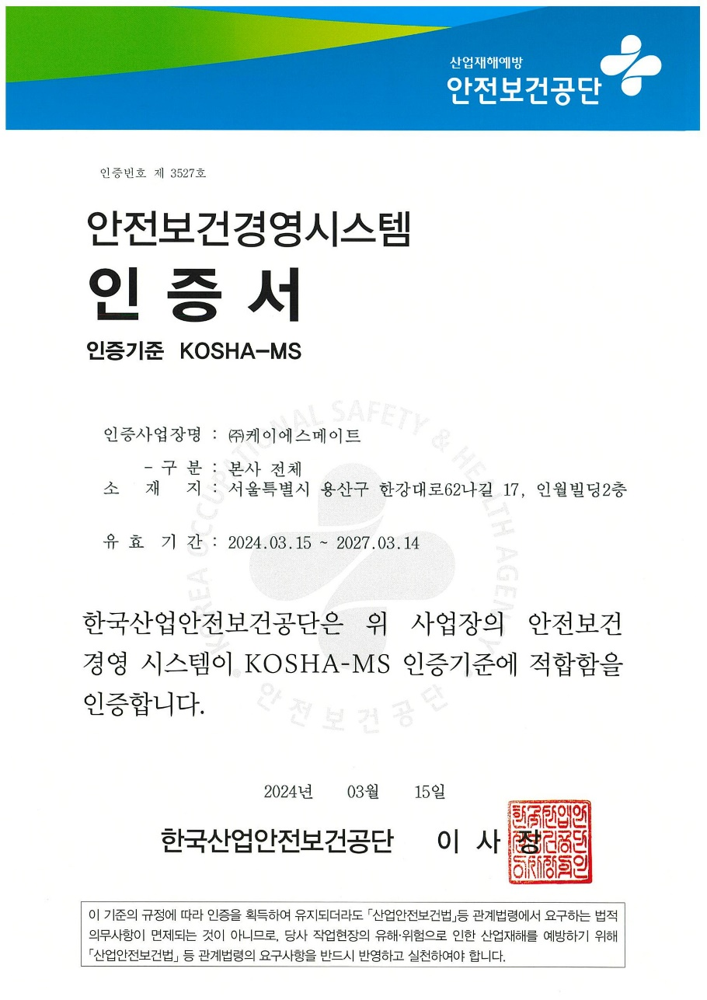 산업재해예방
안전보건공단
인증번호 제 3527호
안전보건경영시스템
인 증 서
인증기준 KOSHA-MS
인증사업장명 : ㈜케이에스메이트
- 구 분 : 본사 전체
소 재 지 : 서울특별시 용산구 한강대로62나길 17, 인월빌딩2층
유 효 기 간 : 2024.03.15 ~ 2027.03.14
KOREA OCCUPATIONAL SAFETY & HEALTH AGENCY
안전보건공단
한국산업안전보건공단은 위 사업장의 안전보건
경영 시스템이 KOSHA-MS 인증기준에 적합함을
인증합니다.
2024년 03월 15일
한국산업안전보건공단 이 사 장
한국산업안
전보건공단
이사장의인
이 기준의 규정에 따라 인증을 획득하여 유지되더라도 「산업안전보건법」등 관계법령에서 요구하는 법적
의무사항이 면제되는 것이 아니므로, 당사 작업현장의 유해·위험으로 인한 산업재해를 예방하기 위해
「산업안전보건법」 등 관계법령의 요구사항을 반드시 반영하고 실천하여야 합니다.